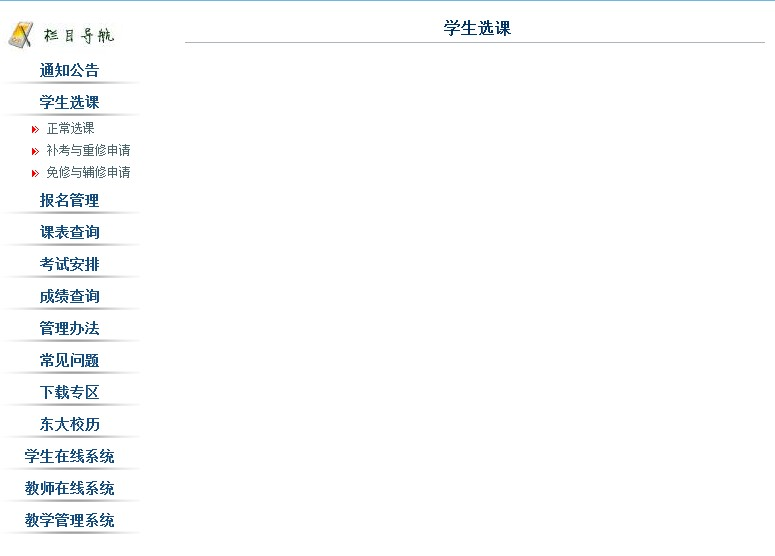 栏目导航
学生选课
通知公告
学生选课
正常选课
补考与重修申请
免修与辅修申请
报名管理
课表查询
考试安排
成绩查询
管理办法
常见问题
下载专区
东大校历
学生在线系统
教师在线系统
教学管理系统